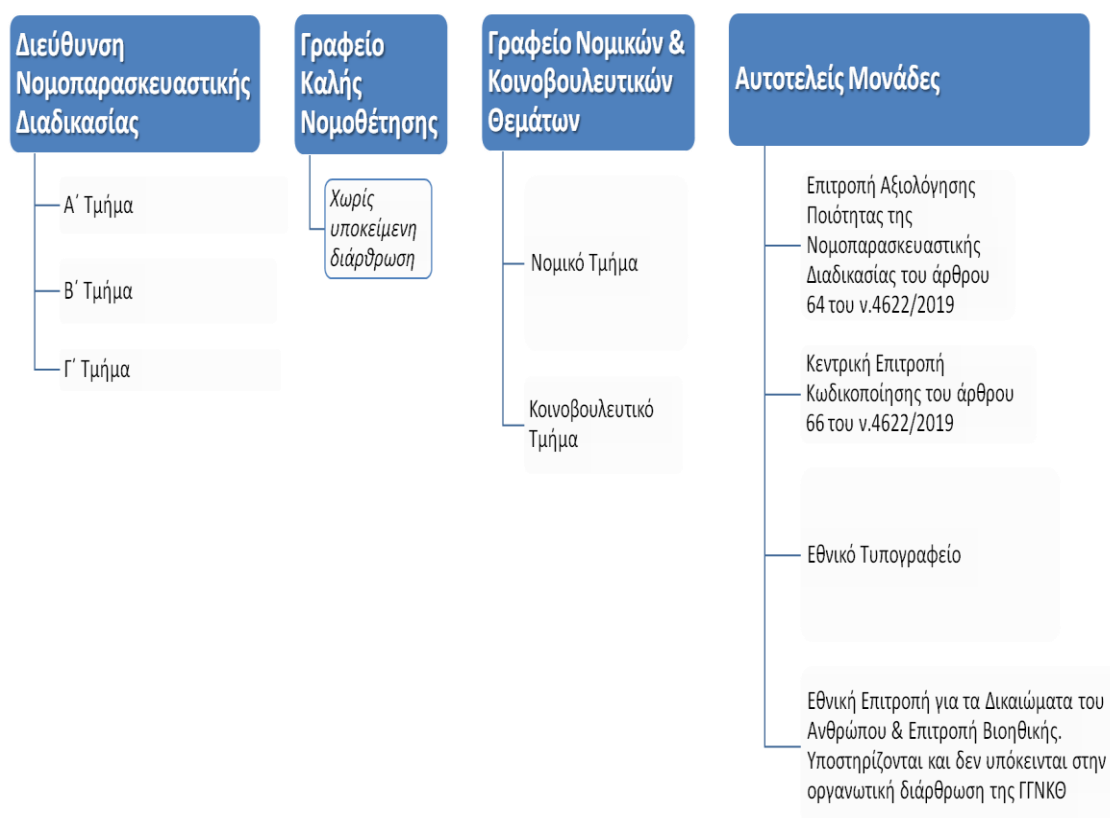 Διεύθυνση
Νομοπαρασκευαστικής
Διαδικασίας
Α΄ Τμήμα
Β΄ Τμήμα
Γ΄ Τμήμα
Γραφείο
Καλής
Νομοθέτησης
Χωρίς
υποκείμενη
διάρθρωση
Γραφείο Νομικών &
Κοινοβουλευτικών
Θεμάτων
Νομικό Τμήμα
Κοινοβουλευτικό
Τμήμα
Αυτοτελείς Μονάδες
Επιτροπή Αξιολόγησης
Ποιότητας της
Νομοπαρασκευαστικής
Διαδικασίας του άρθρου
64 του ν.4622/2019
Κεντρική Επιτροπή
Κωδικοποίησης του άρθρου
66 του ν.4622/2019
Εθνικό Τυπογραφείο
Εθνική Επιτροπή για τα Δικαιώματα του
Ανθρώπου & Επιτροπή Βιοηθικής.
Υποστηρίζονται και δεν υπόκεινται στην
οργανωτική διάρθρωση της ΓΓΝΚΘ